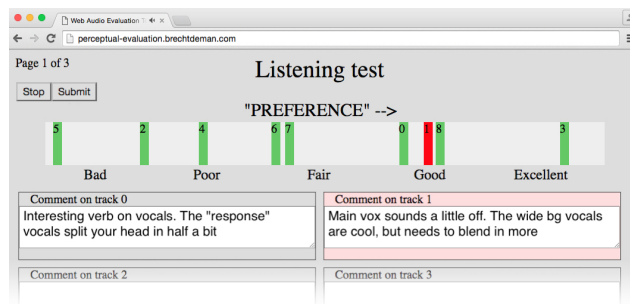 Web Audio Evaluation T
perceptual-evaluation.brechtdeman.com
Page 1 of 3
Listening test
Stop Submit
"PREFERENCE" -->
5 2 4 6 7 0 1 8 3
Bad Poor Fair Good Excellent
Comment on track 0
Interesting verb on vocals. The "response"
vocals split your head in half a bit
Comment on track 1
Main vox sounds a little off. The wide bg vocals
are cool, but needs to blend in more
Comment on track 2
Comment on track 3